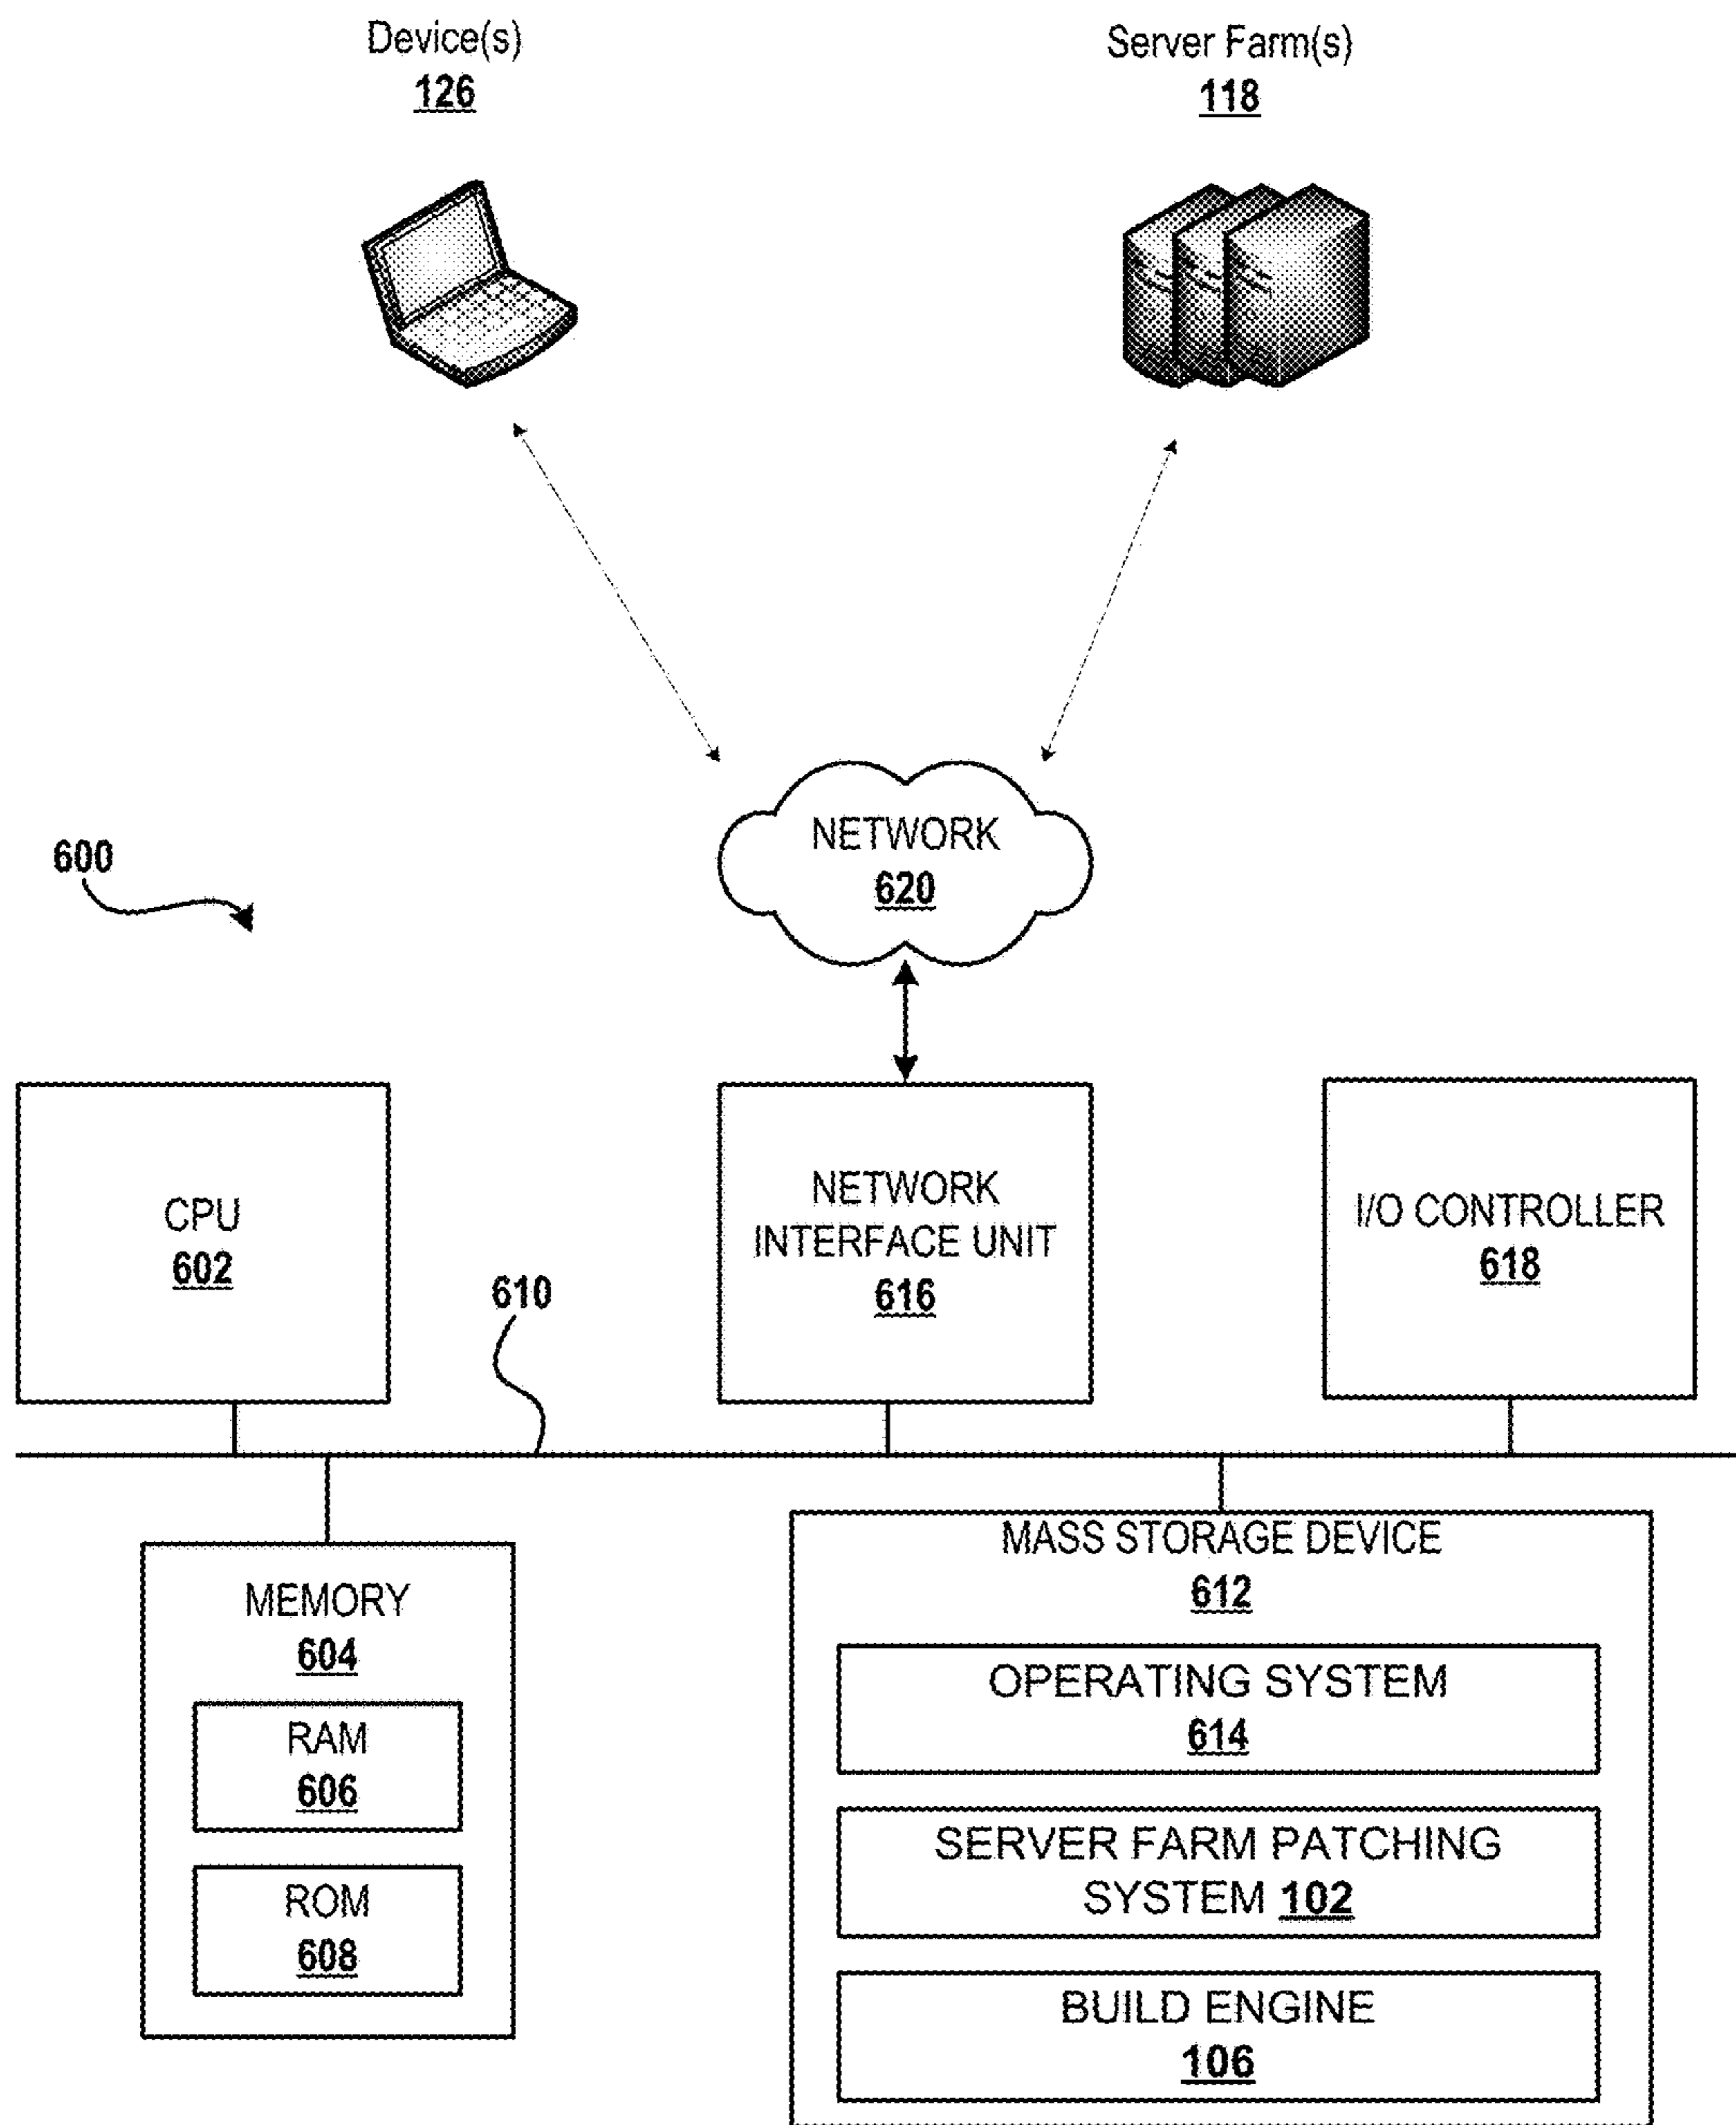 Device(s)
126
Server Farm(s)
118
NETWORK
620
600
CPU
602
NETWORK
INTERFACE UNIT
616
I/O CONTROLLER
618
610
MEMORY
604
RAM
606
ROM
608
MASS STORAGE DEVICE
612
OPERATING SYSTEM
614
SERVER FARM PATCHING
SYSTEM 102
BUILD ENGINE
106